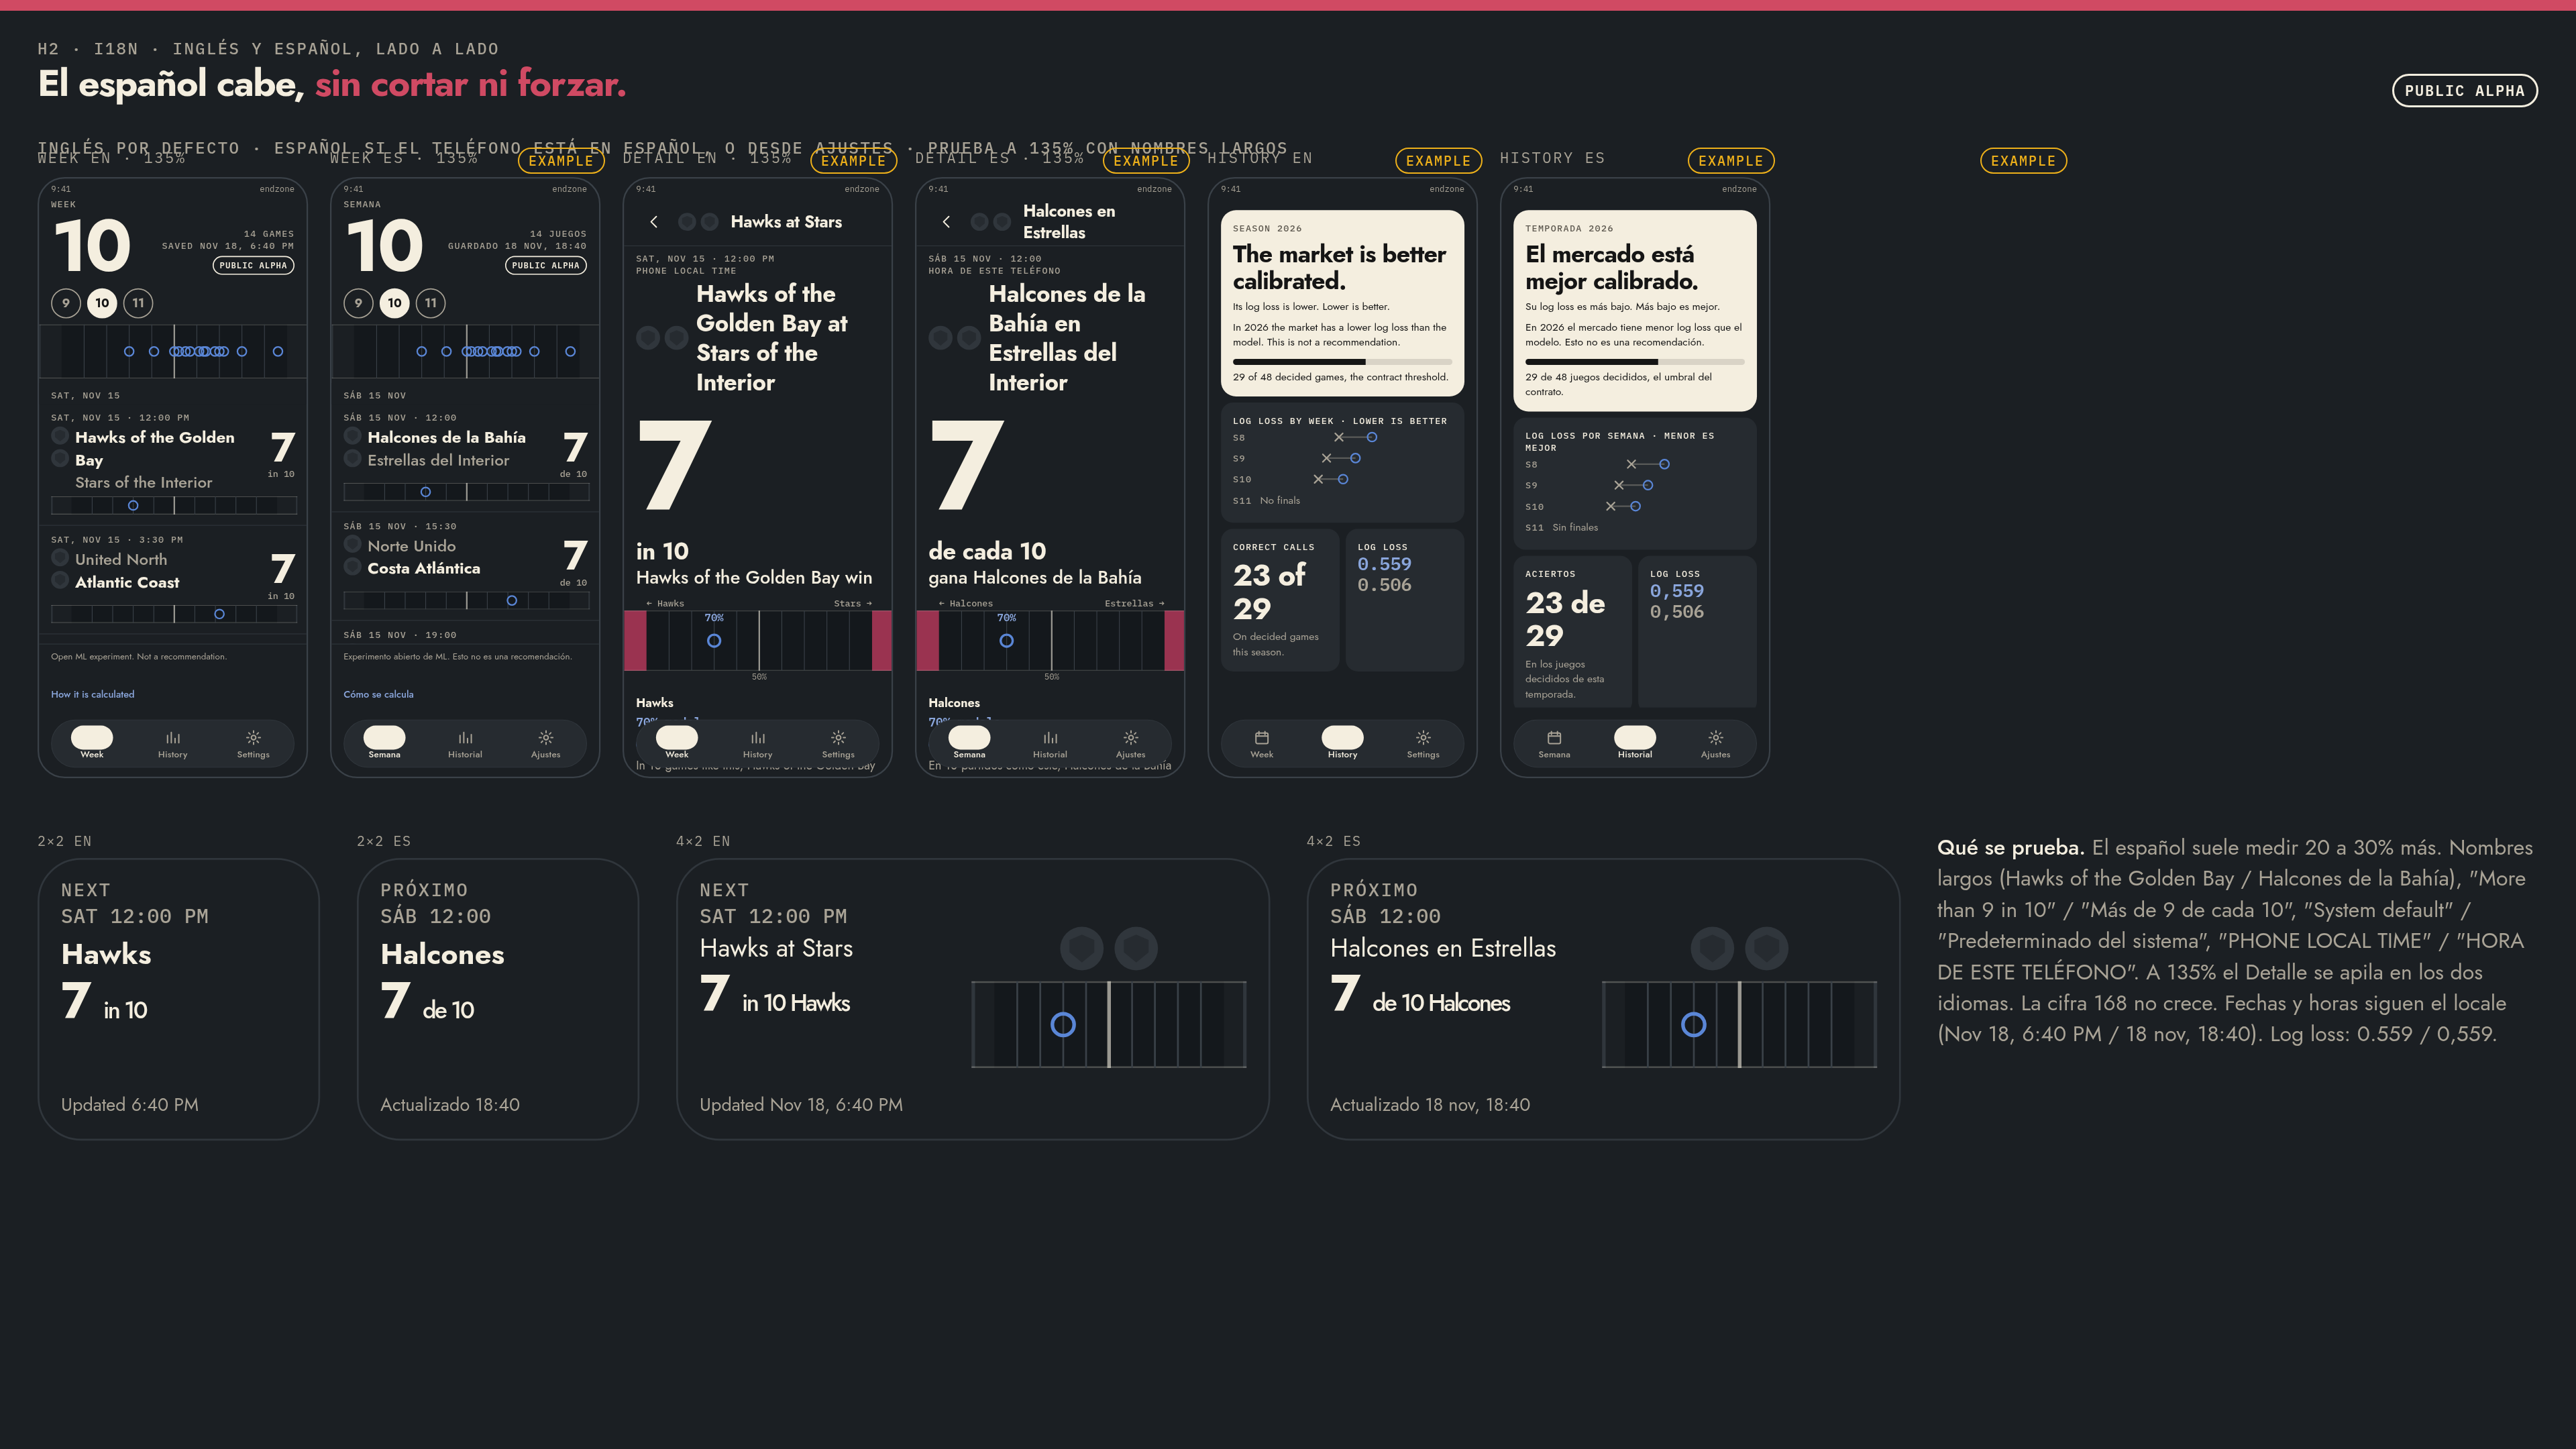 H2 · I18N · INGLÉS Y ESPAÑOL, LADO A LADO
El español cabe, sin cortar ni forzar.
PUBLIC ALPHA
INGLÉS POR DEFECTO · ESPAÑOL SI EL TELÉFONO ESTÁ EN ESPAÑOL, O DESDE AJUSTES · PRUEBA A 135% CON NOMBRES LARGOS
WEEK EN · 135%
9:41
endzone
WEEK
10
14 GAMES
SAVED NOV 18, 6:40 PM
PUBLIC ALPHA
9
10
11
SAT, NOV 15
SAT, NOV 15 · 12:00 PM
Hawks of the Golden
Bay
Stars of the Interior
7
in 10
SAT, NOV 15 · 3:30 PM
United North
Atlantic Coast
7
in 10
Open ML experiment. Not a recommendation.
How it is calculated
Week
History
Settings
WEEK ES · 135%
EXAMPLE
9:41
endzone
SEMANA
10
14 JUEGOS
GUARDADO 18 NOV, 18:40
PUBLIC ALPHA
9
10
11
SÁB 15 NOV
SÁB 15 NOV · 12:00
Halcones de la Bahía
Estrellas del Interior
7
de 10
SÁB 15 NOV · 15:30
Norte Unido
Costa Atlántica
7
de 10
SÁB 15 NOV · 19:00
Experimento abierto de ML. Esto no es una recomendación.
Cómo se calcula
Semana
Historial
Ajustes
DETAIL EN · 135%
EXAMPLE
9:41
endzone
Hawks at Stars
SAT, NOV 15 · 12:00 PM
PHONE LOCAL TIME
Hawks of the
Golden Bay at
Stars of the
Interior
7
in 10
Hawks of the Golden Bay win
← Hawks
Stars →
70%
50%
Hawks
Week
History
Settings
In 10 games like this, Hawks of the Golden Bay
DETAIL ES · 135%
EXAMPLE
9:41
endzone
Halcones en
Estrellas
SÁB 15 NOV · 12:00
HORA DE ESTE TELÉFONO
Halcones de la
Bahía en
Estrellas del
Interior
7
de cada 10
gana Halcones de la Bahía
← Halcones
Estrellas →
70%
50%
Halcones
Semana
Historial
Ajustes
En 10 partidos como este, Halcones de la Bahía
HISTORY EN
EXAMPLE
9:41
endzone
SEASON 2026
The market is better
calibrated.
Its log loss is lower. Lower is better.
In 2026 the market has a lower log loss than the
model. This is not a recommendation.
29 of 48 decided games, the contract threshold.
LOG LOSS BY WEEK · LOWER IS BETTER
S8
S9
S10
S11 No finals
CORRECT CALLS
23 of
29
On decided games
this season.
LOG LOSS
0.559
0.506
Week
History
Settings
HISTORY ES
EXAMPLE
9:41
endzone
TEMPORADA 2026
El mercado está
mejor calibrado.
Su log loss es más bajo. Más bajo es mejor.
En 2026 el mercado tiene menor log loss que el
modelo. Esto no es una recomendación.
29 de 48 juegos decididos, el umbral del
contrato.
LOG LOSS POR SEMANA · MENOR ES
MEJOR
S8
S9
S10
S11 Sin finales
ACIERTOS
23 de
29
En los juegos
decididos de esta
temporada.
LOG LOSS
0,559
0,506
Semana
Historial
Ajustes
EXAMPLE
2×2 EN
NEXT
SAT 12:00 PM
Hawks
7 in 10
Updated 6:40 PM
2×2 ES
PRÓXIMO
SÁB 12:00
Halcones
7 de 10
Actualizado 18:40
4×2 EN
NEXT
SAT 12:00 PM
Hawks at Stars
7 in 10 Hawks
Updated Nov 18, 6:40 PM
4×2 ES
PRÓXIMO
SÁB 12:00
Halcones en Estrellas
7 de 10 Halcones
Actualizado 18 nov, 18:40
Qué se prueba. El español suele medir 20 a 30% más. Nombres
largos (Hawks of the Golden Bay / Halcones de la Bahía), "More
than 9 in 10" / "Más de 9 de cada 10", "System default" /
"Predeterminado del sistema", "PHONE LOCAL TIME" / "HORA
DE ESTE TELÉFONO". A 135% el Detalle se apila en los dos
idiomas. La cifra 168 no crece. Fechas y horas siguen el locale
(Nov 18, 6:40 PM / 18 nov, 18:40). Log loss: 0.559 / 0,559.